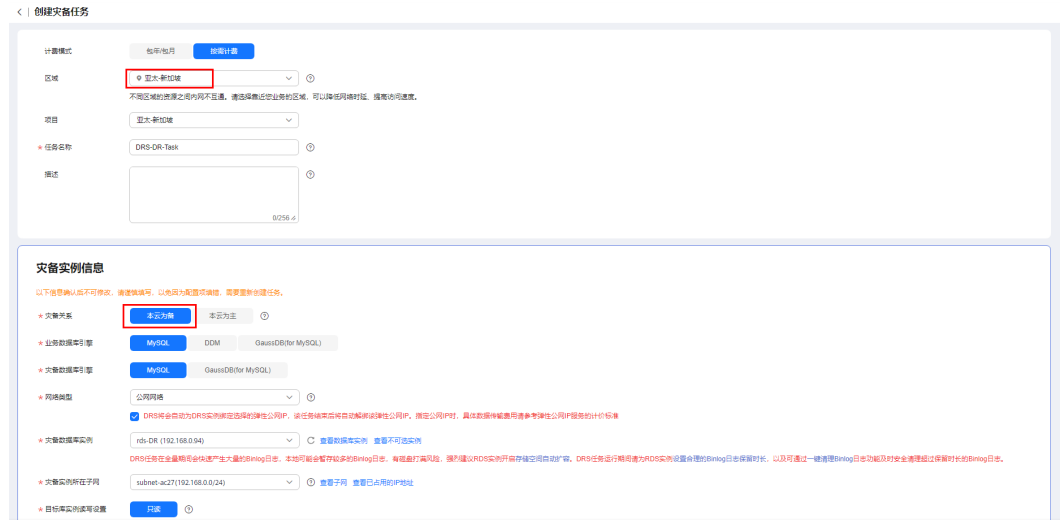 创建灾备任务
计费模式 包年/包月 按需计费
区域 亚太-新加坡
不同区域的资源之间内网不互通。请选择靠近您业务的区域，可以降低网络时延、提高访问速度。
项目 亚太-新加坡
* 任务名称 DRS-DR-Task
描述
0/256
灾备实例信息
以下信息确认后不可修改，请谨慎填写，以免因为配置项填错，需要重新创建任务。
* 灾备关系 本云为备 本云为主
* 业务数据库引擎 MySQL DDM GaussDB(for MySQL)
* 灾备数据库引擎 MySQL GaussDB(for MySQL)
* 网络类型 公网网络
DRS将会自动为DRS实例绑定选择的弹性公网IP，该任务结束后将自动解绑该弹性公网IP。指定公网IP时，具体数据传输费用请参考弹性公网IP服务的计价标准
* 灾备数据库实例 rds-DR (192.168.0.94) 查看数据库实例 查看不可选实例
DRS任务在全量期间会快速产生大量的Binlog日志，本地可能会暂存较多的Binlog日志，有磁盘打满风险，强烈建议RDS实例开启存储空间自动扩容。DRS任务运行期间请为RDS实例设置合理的Binlog日志保留时长，以及可通过一键清理Binlog日志功能及时安全清理超过保留时长的Binlog日志。
* 灾备实例所在子网 subnet-ac27(192.168.0.0/24) 查看子网 查看已占用的IP地址
* 目标库实例读写设置 只读